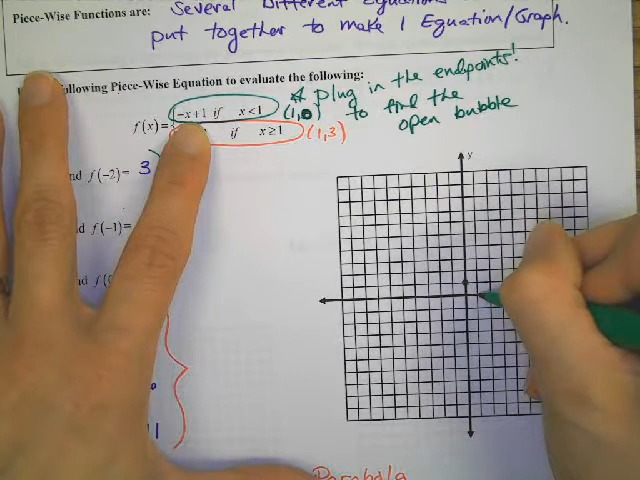 Piece-Wise Functions are: Several Different Equations
put together to make 1 Equation/Graph.
following Piece-Wise Equation to evaluate the following:
* plug in the endpoints!
f(x)= -x+1 if x<1 (1,0) to find the
if x≥1 (1,3) open bubble
nd f(-2)= 3
d f(-1)=
nd f(
y
Parabola